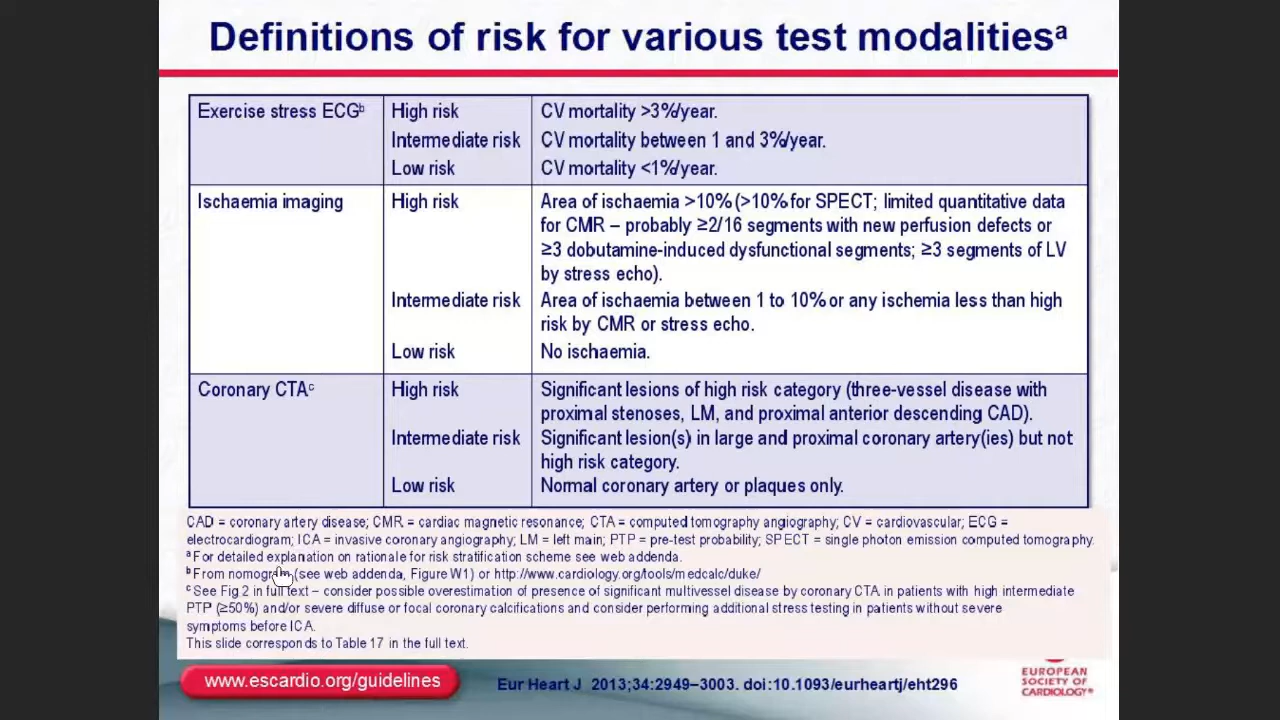 Definitions of risk for various test modalitiesᵃ
Exercise stress ECGᵇ
High risk
CV mortality >3%/year.
Intermediate risk
CV mortality between 1 and 3%/year.
Low risk
CV mortality <1%/year.
Ischaemia imaging
High risk
Area of ischaemia >10% (>10% for SPECT; limited quantitative data
for CMR – probably ≥2/16 segments with new perfusion defects or
≥3 dobutamine-induced dysfunctional segments; ≥3 segments of LV
by stress echo).
Intermediate risk
Area of ischaemia between 1 to 10% or any ischemia less than high
risk by CMR or stress echo.
Low risk
No ischaemia.
Coronary CTAᶜ
High risk
Significant lesions of high risk category (three-vessel disease with
proximal stenoses, LM, and proximal anterior descending CAD).
Intermediate risk
Significant lesion(s) in large and proximal coronary artery(ies) but not
high risk category.
Low risk
Normal coronary artery or plaques only.
CAD = coronary artery disease; CMR = cardiac magnetic resonance; CTA = computed tomography angiography; CV = cardiovascular; ECG =
electrocardiogram; ICA = invasive coronary angiography; LM = left main; PTP = pre-test probability; SPECT = single photon emission computed tomography.
ᵃ For detailed explanation on rationale for risk stratification scheme see web addenda.
ᵇ From nomogram (see web addenda, Figure W1) or http://www.cardiology.org/tools/medcalc/duke/
ᶜ See Fig 2 in full text – consider possible overestimation of presence of significant multivessel disease by coronary CTA in patients with high intermediate
PTP (≥50%) and/or severe diffuse or focal coronary calcifications and consider performing additional stress testing in patients without severe
symptoms before ICA.
This slide corresponds to Table 17 in the full text.
www.escardio.org/guidelines
Eur Heart J 2013;34:2949–3003. doi:10.1093/eurheartj/eht296
EUROPEAN
SOCIETY OF
CARDIOLOGY®